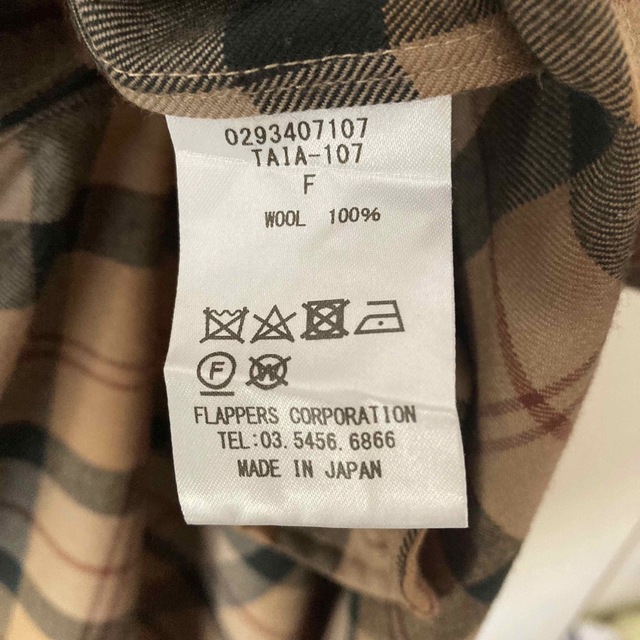 0293407107
TAIA-107
F
WOOL 100%
F W
FLAPPERS CORPORATION
TEL:03.5456.6866
MADE IN JAPAN